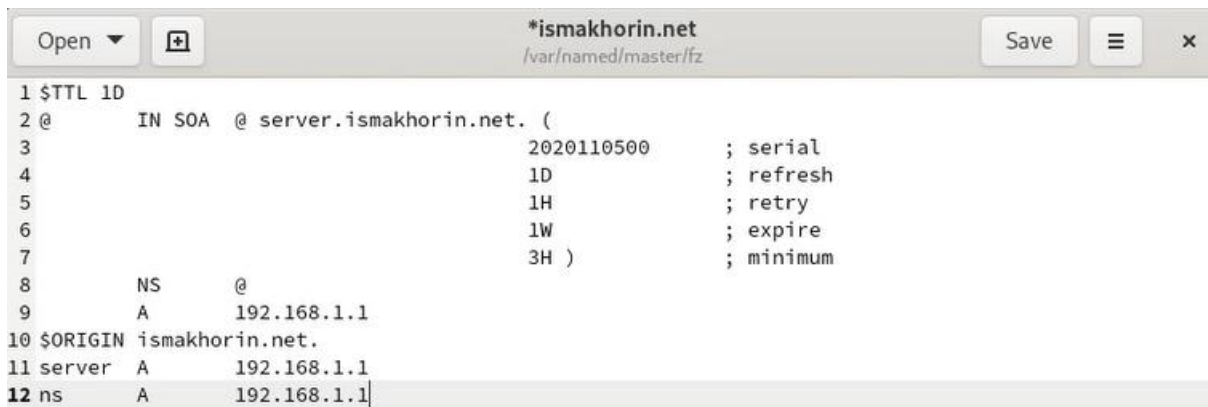 Open *ismakhorin.net Save
/var/named/master/fz
1 $TTL 1D
2 @ IN SOA @ server.ismakhorin.net. (
3 2020110500 ; serial
4 1D ; refresh
5 1H ; retry
6 1W ; expire
7 3H ) ; minimum
8 NS @
9 A 192.168.1.1
10 $ORIGIN ismakhorin.net.
11 server A 192.168.1.1
12 ns A 192.168.1.1